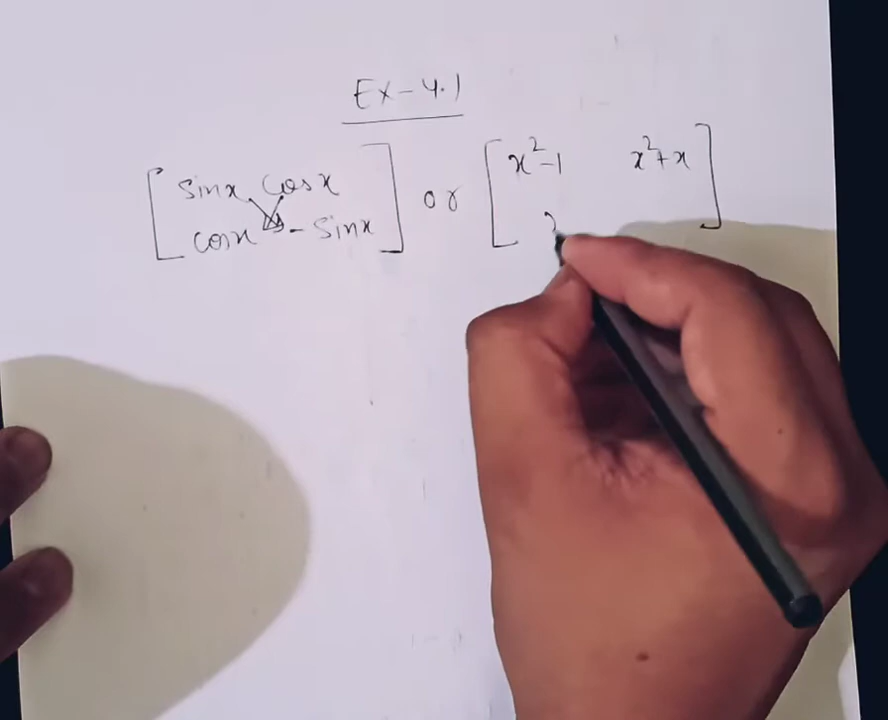 Ex-4.1
[ sinx cosx ] or [ x²-1 x²+x ]
cosx - sinx